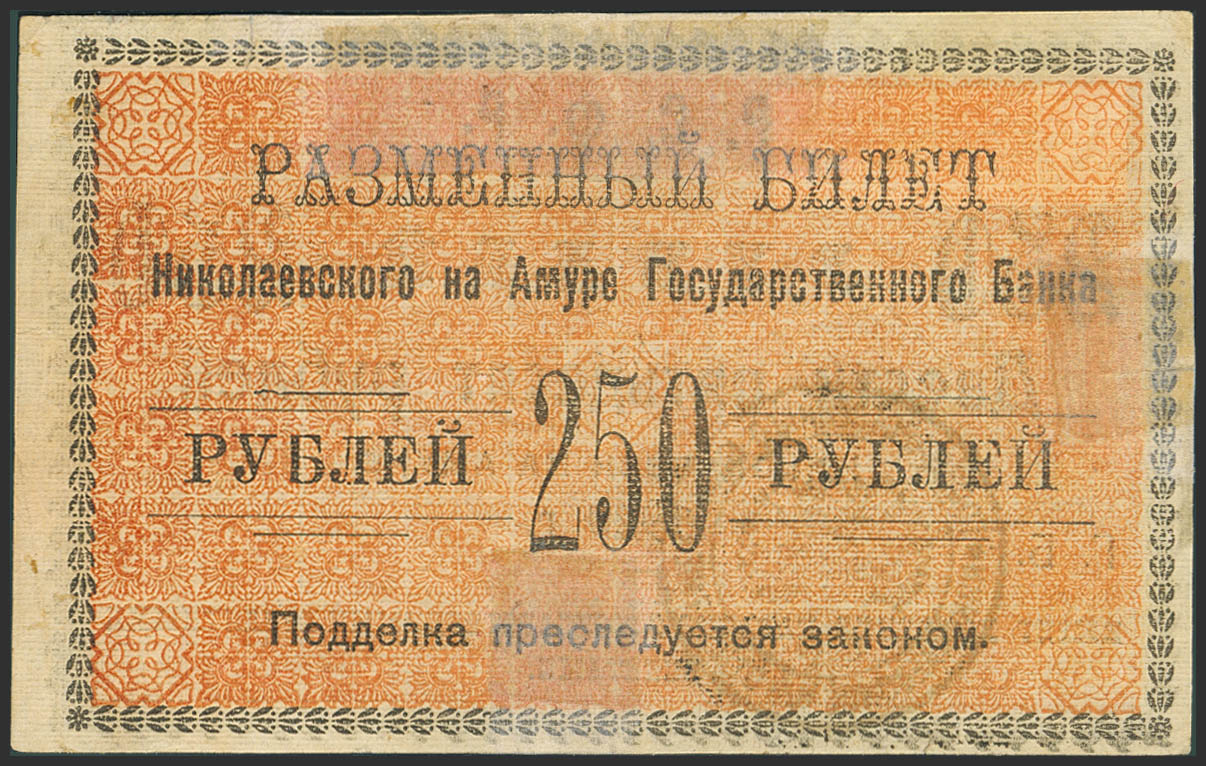 РАЗМЕННЫЙ БИЛЕТ
Николаевского на Амуре Государственного Банка
РУБЛЕЙ 250 РУБЛЕЙ
Подделка преследуется законом.